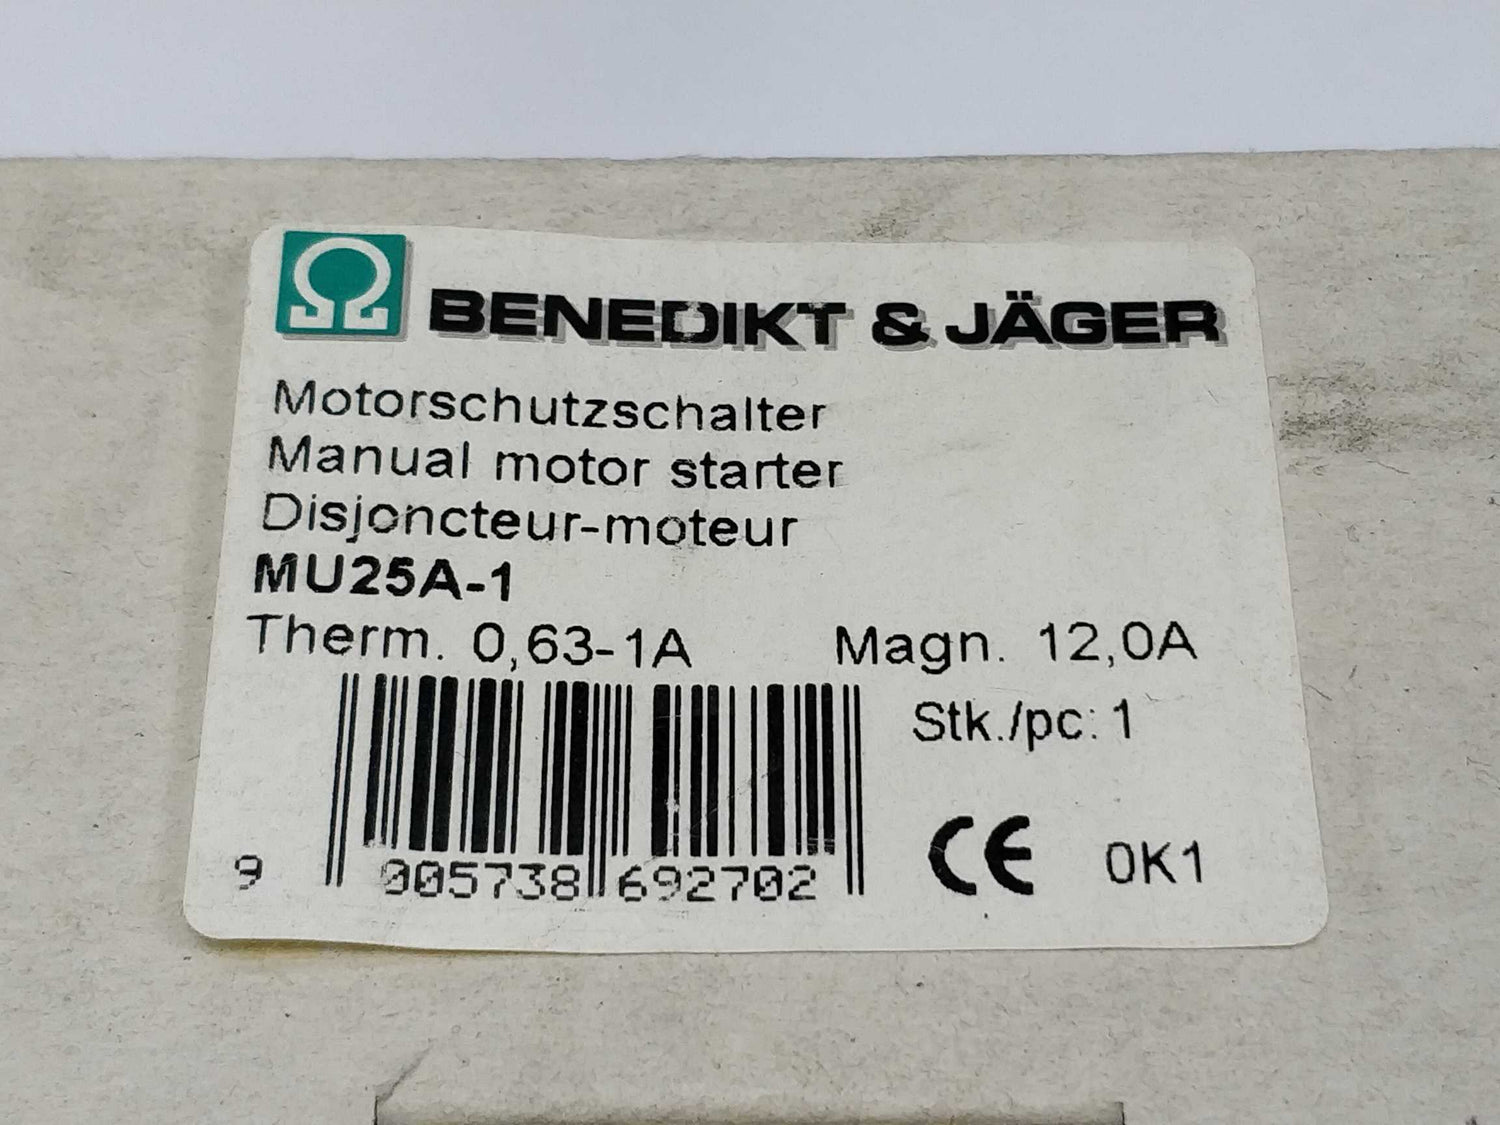 BENEDIKT & JÄGER
Motorschutzschalter
Manual motor starter
Disjoncteur-moteur
MU25A-1
Therm. 0,63-1A Magn. 12,0A
Stk./pc: 1
9 005738 692702
CE 0K1